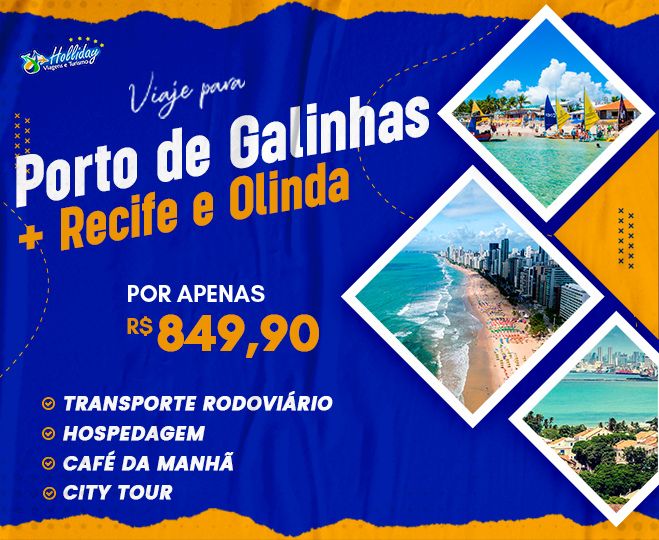 Holliday
Viagens e Turismo
Viaje para
Porto de Galinhas
+ Recife e Olinda
POR APENAS
R$ 849,90
TRANSPORTE RODOVIÁRIO
HOSPEDAGEM
CAFÉ DA MANHÃ
CITY TOUR